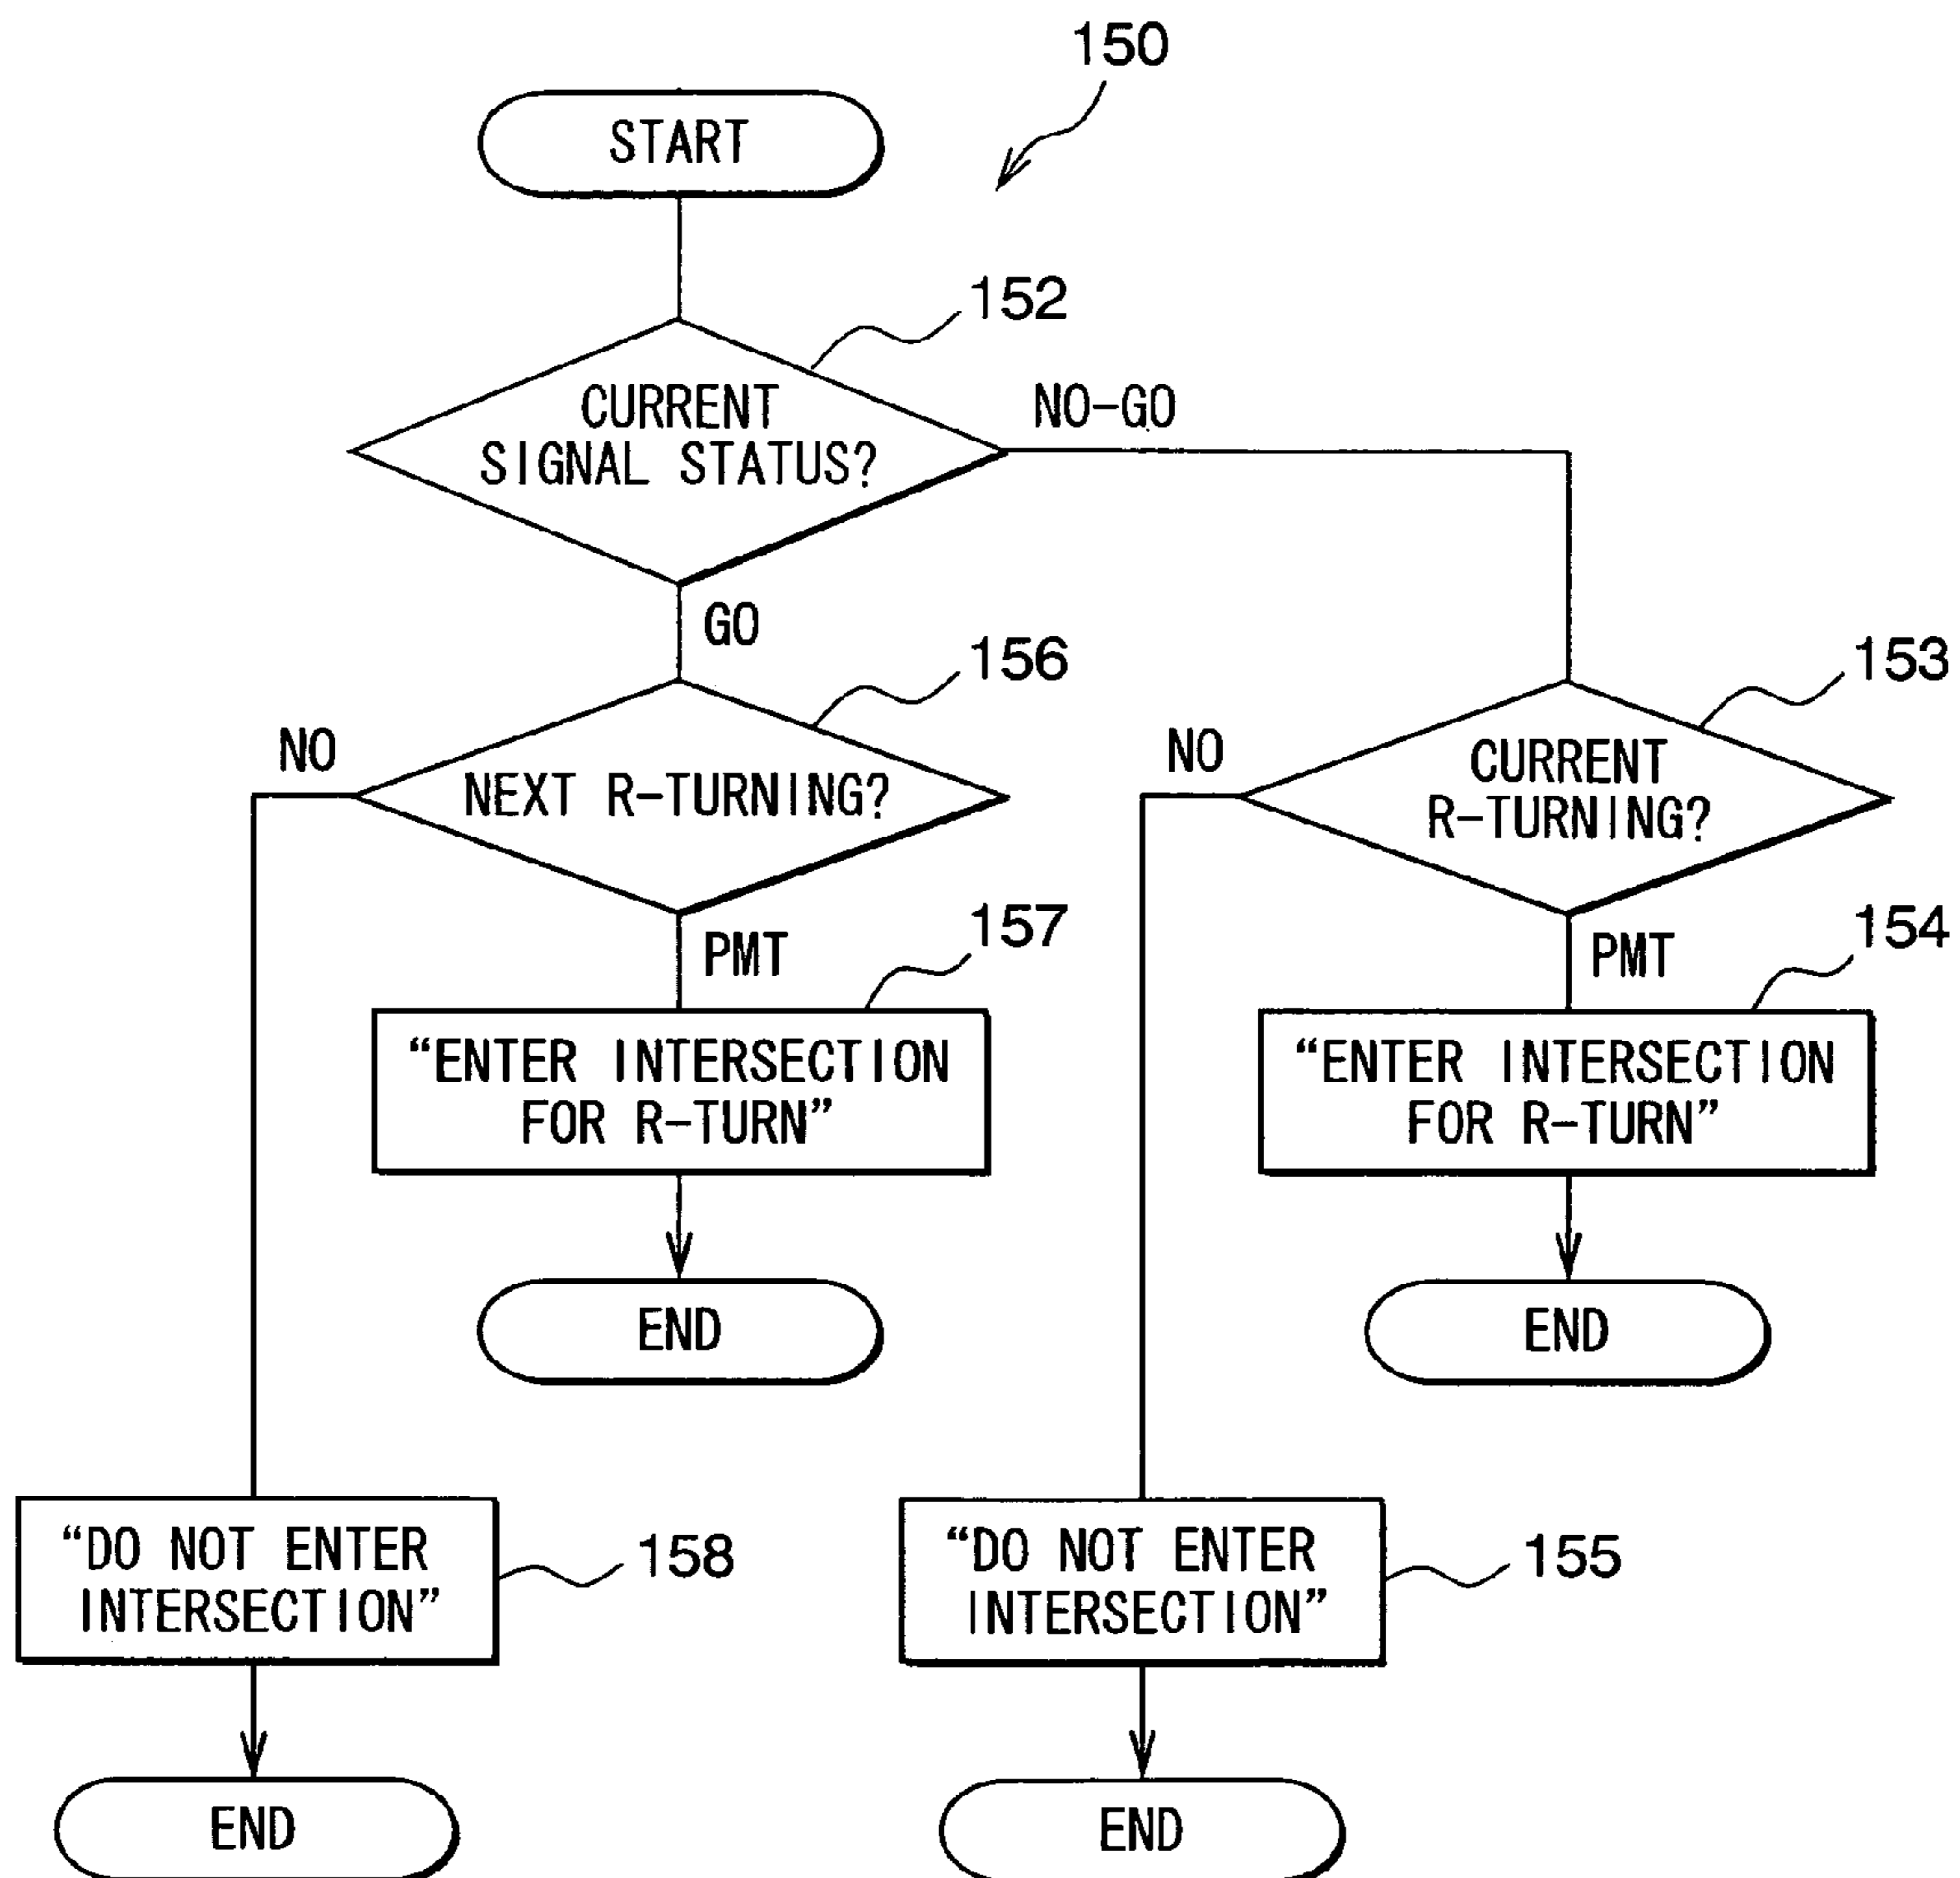 150
START
152
CURRENT
SIGNAL STATUS?
NO-GO
GO
156
153
NO
NEXT R-TURNING?
NO
CURRENT
R-TURNING?
157
154
PMT
PMT
“ENTER INTERSECTION
FOR R-TURN”
“ENTER INTERSECTION
FOR R-TURN”
END
END
“DO NOT ENTER
INTERSECTION”
158
“DO NOT ENTER
INTERSECTION”
155
END
END